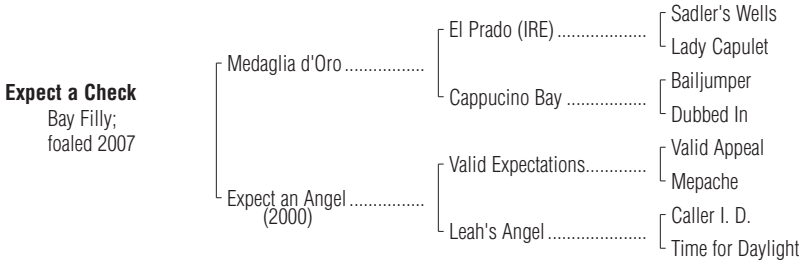 Expect a Check
Bay Filly;
foaled 2007
Medaglia d'Oro ................
Expect an Angel ...............
(2000)
El Prado (IRE) ..................
Cappucino Bay ................
Valid Expectations............
Leah's Angel ....................
Sadler's Wells
Lady Capulet
Bailjumper
Dubbed In
Valid Appeal
Mepache
Caller I. D.
Time for Daylight